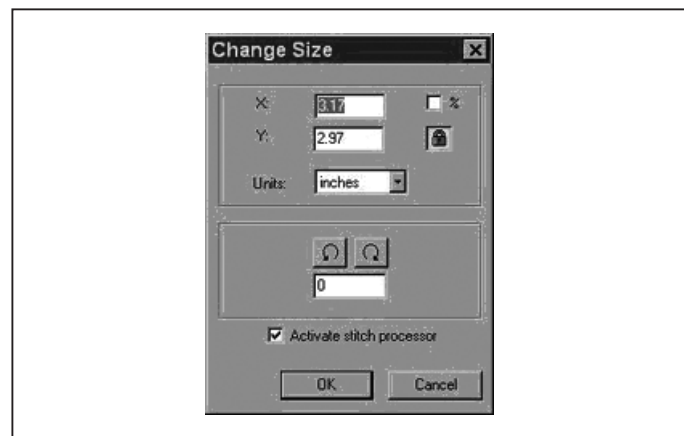 Change Size
X: 3.17 %
Y: 2.97
Units: inches
0
Activate stitch processor
OK Cancel